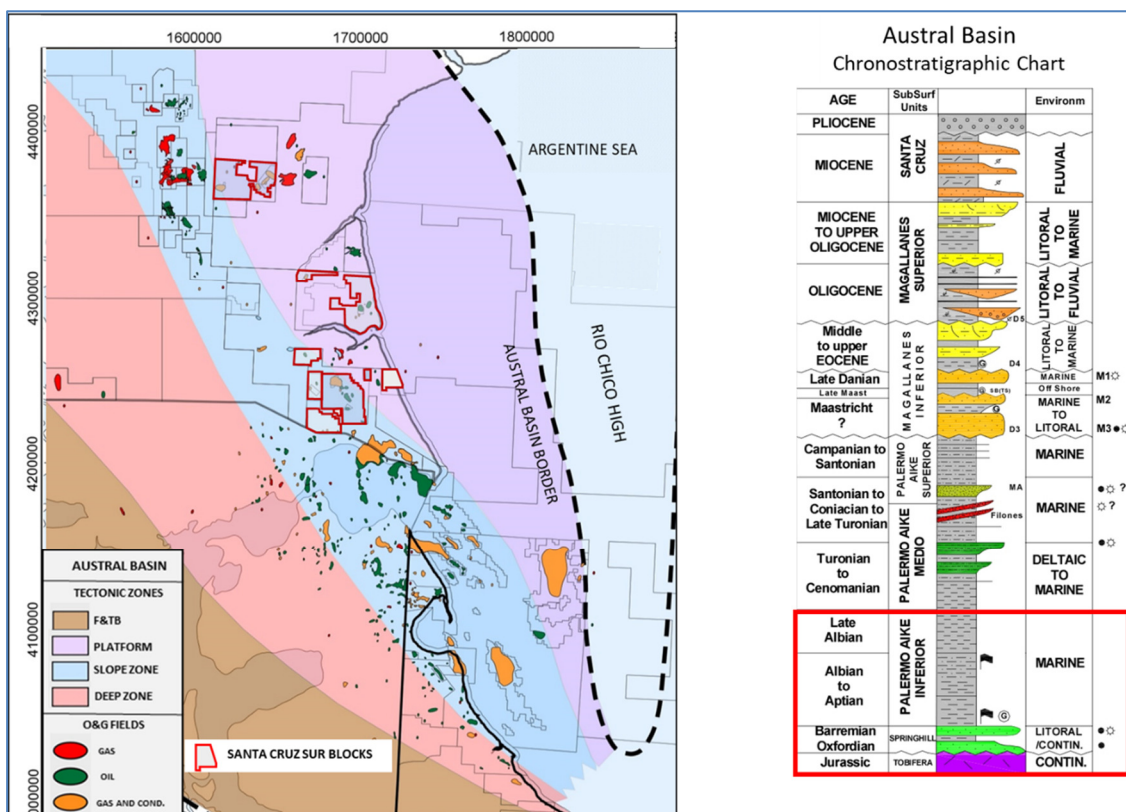 1600000
1700000
1800000
4400000
4300000
4200000
4100000
ARGENTINE SEA
RIO CHICO HIGH
AUSTRAL BASIN BORDER
AUSTRAL BASIN
TECTONIC ZONES
F&TB
PLATFORM
SLOPE ZONE
DEEP ZONE
O&G FIELDS
GAS
OIL
GAS AND COND.
SANTA CRUZ SUR BLOCKS
Austral Basin
Chronostratigraphic Chart
AGE
SubSurf
Units
Environm
PLIOCENE
MIOCENE
SANTA
CRUZ
FLUVIAL
MIOCENE
TO UPPER
OLIGOCENE
MAGALLANES
SUPERIOR
LITORAL
TO
MARINE
OLIGOCENE
LITORAL
TO
FLUVIAL
D5
Middle
to upper
EOCENE
MAGALLANES
INFERIOR
LITORAL
TO
MARINE
G
D4
Late Danian
MARINE
M1
Late Maast
G
SB(TS)
Off Shore
Maastricht
?
G
D3
MARINE
TO
LITORAL
M2
M3
Campanian to
Santonian
PALERMO
AIKE
SUPERIOR
MARINE
Santonian to
Coniacian to
Late Turonian
MA
Filones
MARINE
?
?
PALERMO AIKE
MEDIO
Turonian
to
Cenomanian
DELTAIC
TO
MARINE
Late
Albian
PALERMO AIKE
INFERIOR
MARINE
Albian
to
Aptian
G
Barremian
Oxfordian
SPRINGHILL
LITORAL
/CONTIN.
Jurassic
TOBIFERA
CONTIN.